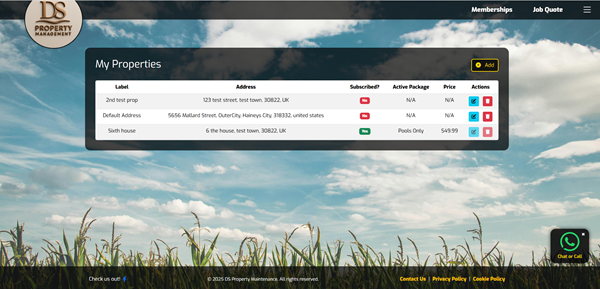 DS
PROPERTY
MANAGEMENT
Memberships Job Quote
My Properties
Add
Label Address Subscribed? Active Package Price Actions
2nd test prop 123 test street, test town, 30822, UK No N/A N/A
Default Address 5656 Mallard Street, OuterCity, Haineys City, 318332, united states No N/A N/A
Sixth house 6 the house, test town, 30822, UK Yes Pools Only $49.99
Chat or Call
Check us out!
© 2025 DS Property Maintenance. All rights reserved.
Contact Us | Privacy Policy | Cookie Policy